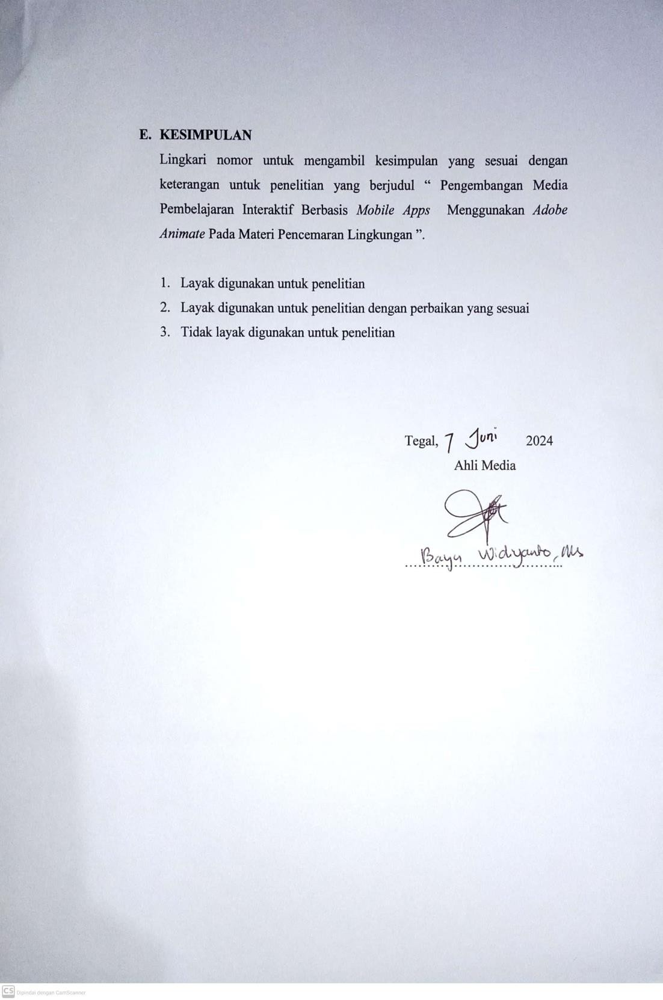 E. KESIMPULAN
Lingkari nomor untuk mengambil kesimpulan yang sesuai dengan
keterangan untuk penelitian yang berjudul “ Pengembangan Media
Pembelajaran Interaktif Berbasis Mobile Apps Menggunakan Adobe
Animate Pada Materi Pencemaran Lingkungan ”.
1. Layak digunakan untuk penelitian
2. Layak digunakan untuk penelitian dengan perbaikan yang sesuai
3. Tidak layak digunakan untuk penelitian
Tegal, 7 Juni 2024
Ahli Media
Bayu Widiyanto, Ms
CS Dipindai dengan CamScanner